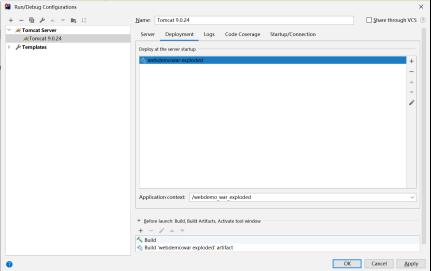 Run/Debug Configurations
Name: Tomcat 9.0.24
Share through VCS
Tomcat Server
Tomcat 9.0.24
Templates
Server Deployment Logs Code Coverage Startup/Connection
Deploy at the server startup
webdemo:war exploded
Application context: /webdemo_war_exploded
Before launch: Build, Build Artifacts, Activate tool window
Build
Build 'webdemo:war exploded' artifact
OK Cancel Apply